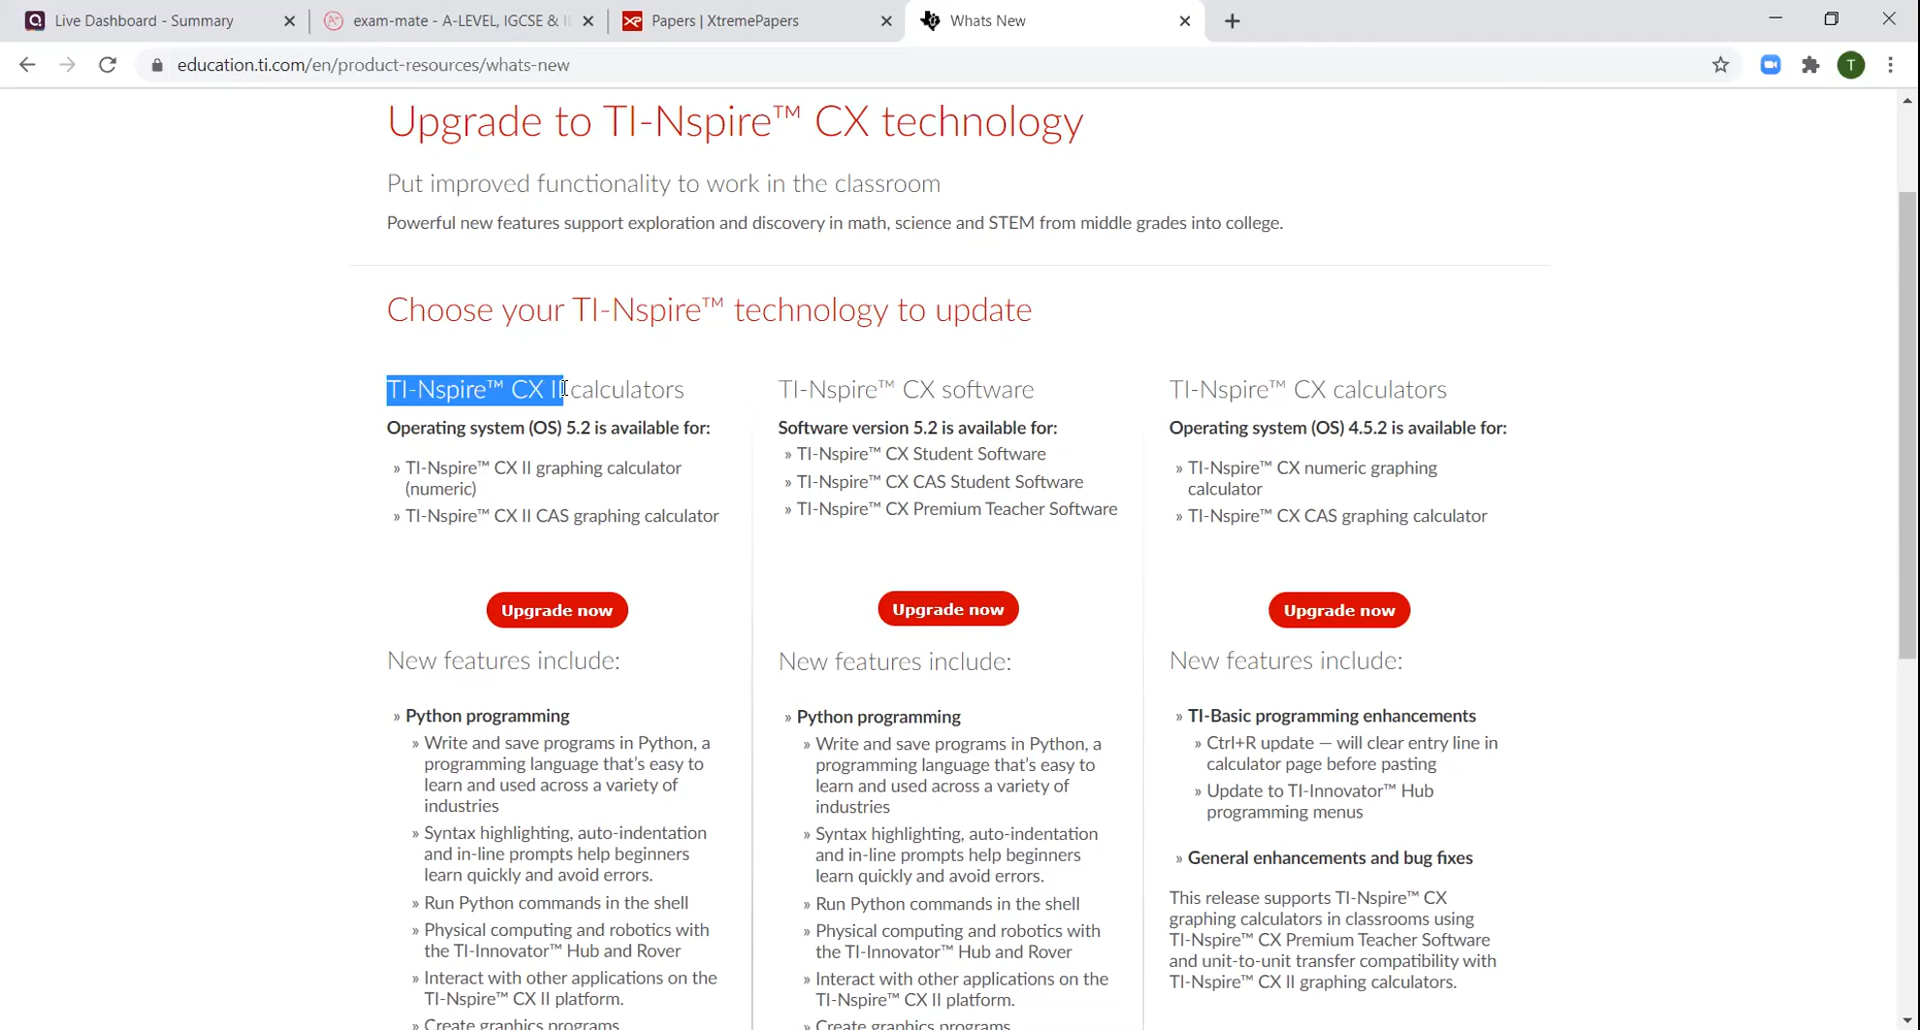 Live Dashboard - Summary
exam-mate - A-LEVEL, IGCSE &
Papers | XtremePapers
Whats New
education.ti.com/en/product-resources/whats-new
T
Upgrade to TI-Nspire™ CX technology
Put improved functionality to work in the classroom
Powerful new features support exploration and discovery in math, science and STEM from middle grades into college.
Choose your TI-Nspire™ technology to update
TI-Nspire™ CX II calculators
Operating system (OS) 5.2 is available for:
» TI-Nspire™ CX II graphing calculator
(numeric)
» TI-Nspire™ CX II CAS graphing calculator
Upgrade now
New features include:
» Python programming
» Write and save programs in Python, a
programming language that's easy to
learn and used across a variety of
industries
» Syntax highlighting, auto-indentation
and in-line prompts help beginners
learn quickly and avoid errors.
» Run Python commands in the shell
» Physical computing and robotics with
the TI-Innovator™ Hub and Rover
» Interact with other applications on the
TI-Nspire™ CX II platform.
» Create graphics programs
TI-Nspire™ CX software
Software version 5.2 is available for:
» TI-Nspire™ CX Student Software
» TI-Nspire™ CX CAS Student Software
» TI-Nspire™ CX Premium Teacher Software
Upgrade now
New features include:
» Python programming
» Write and save programs in Python, a
programming language that's easy to
learn and used across a variety of
industries
» Syntax highlighting, auto-indentation
and in-line prompts help beginners
learn quickly and avoid errors.
» Run Python commands in the shell
» Physical computing and robotics with
the TI-Innovator™ Hub and Rover
» Interact with other applications on the
TI-Nspire™ CX II platform.
» Create graphics programs
TI-Nspire™ CX calculators
Operating system (OS) 4.5.2 is available for:
» TI-Nspire™ CX numeric graphing
calculator
» TI-Nspire™ CX CAS graphing calculator
Upgrade now
New features include:
» TI-Basic programming enhancements
» Ctrl+R update — will clear entry line in
calculator page before pasting
» Update to TI-Innovator™ Hub
programming menus
» General enhancements and bug fixes
This release supports TI-Nspire™ CX
graphing calculators in classrooms using
TI-Nspire™ CX Premium Teacher Software
and unit-to-unit transfer compatibility with
TI-Nspire™ CX II graphing calculators.